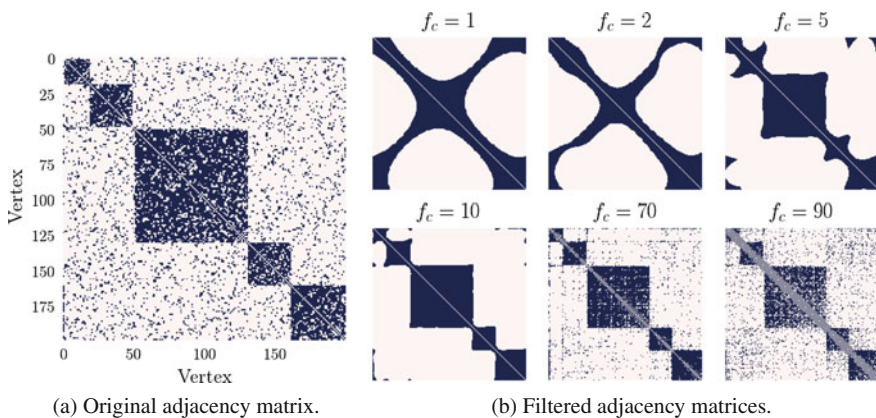 f_c = 1
f_c = 2
f_c = 5
0
25
50
75
100
125
150
175
Vertex
0 50 100 150
Vertex
f_c = 10
f_c = 70
f_c = 90
(a) Original adjacency matrix.
(b) Filtered adjacency matrices.